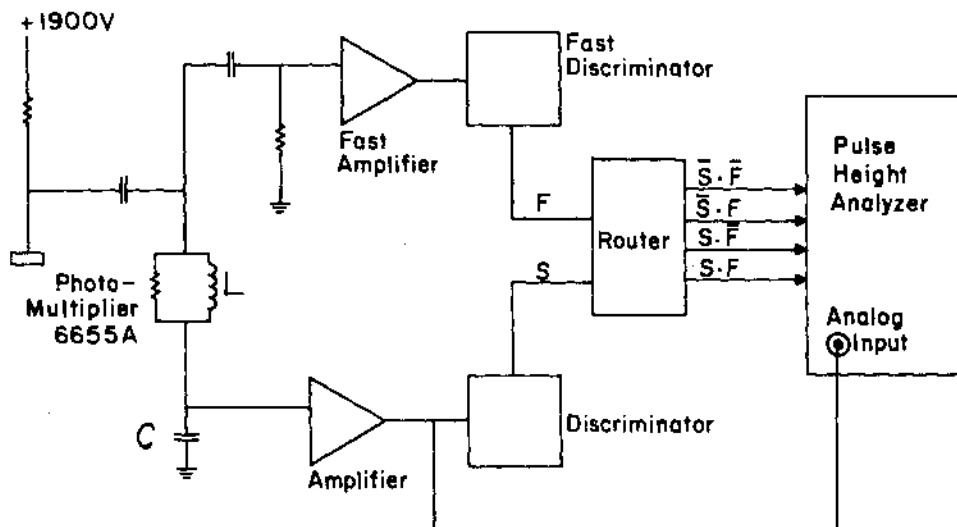 +1900V
Fast
Discriminator
Fast
Amplifier
Pulse
Height
Analyzer
S̄·F̄
S̄·F
S·F̄
S·F
F
Router
S
Photo-
Multiplier
6655A
L
Analog
Input
C
Discriminator
Amplifier